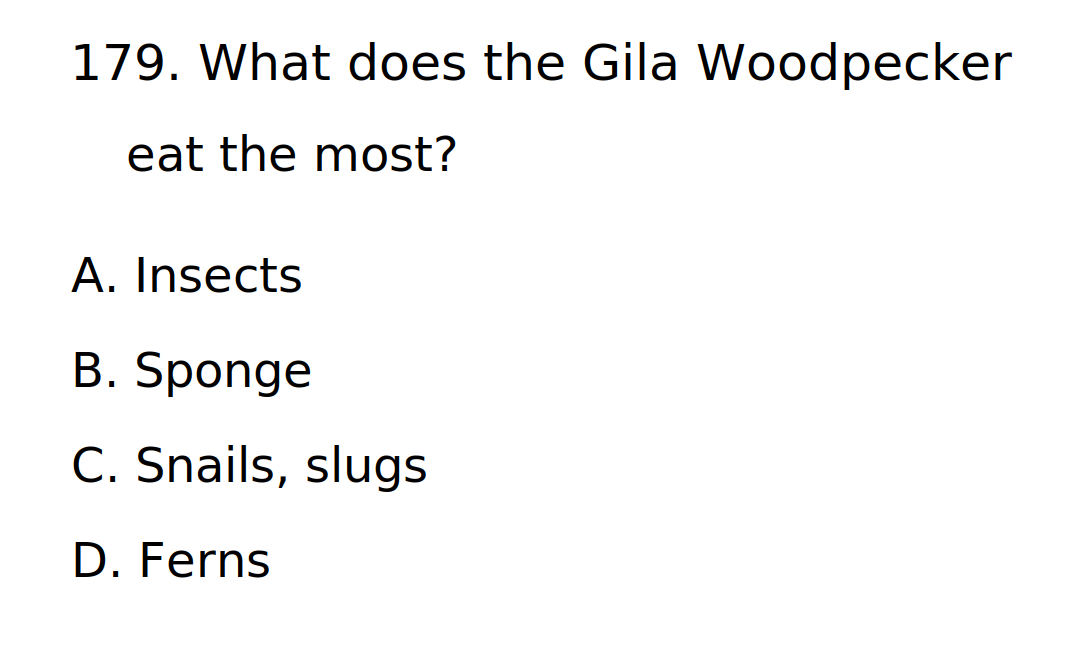 179. What does the Gila Woodpecker
eat the most?
A. Insects
B. Sponge
C. Snails, slugs
D. Ferns